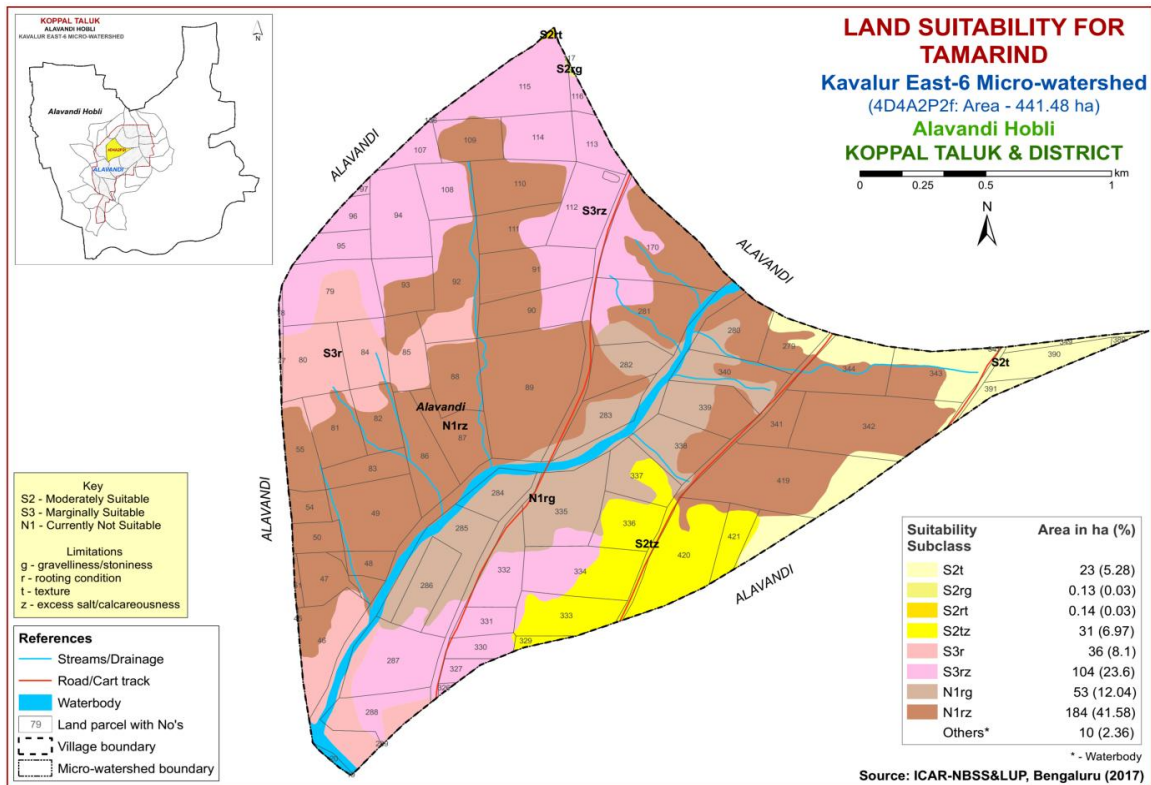 KOPPAL TALUK
ALAVANDI HOBLI
KAVALUR EAST-6 MICRO-WATERSHED
N
Alavandi Hobli
ALAVANDI
LAND SUITABILITY FOR
TAMARIND
Kavalur East-6 Micro-watershed
(4D4A2P2f: Area - 441.48 ha)
Alavandi Hobli
KOPPAL TALUK & DISTRICT
0 0.25 0.5 1 km
N
S2rt
S2rg
115
116
ALAVANDI
107
109
114
113
110
97
108
112
S3rz
96
94
111
170
95
ALAVANDI
79
93
92
91
281
280
279
90
S3r
80
84
85
282
340
344
343
S2t
390
391
88
89
Alavandi
N1rz
87
283
339
341
342
81
82
55
86
338
83
284
N1rg
337
419
54
49
285
335
336
S2tz
421
50
420
ALAVANDI
48
286
332
334
47
331
333
ALAVANDI
46
329
287
330
327
288
Key
S2 - Moderately Suitable
S3 - Marginally Suitable
N1 - Currently Not Suitable
Limitations
g - gravelliness/stoniness
r - rooting condition
t - texture
z - excess salt/calcareousness
References
Streams/Drainage
Road/Cart track
Waterbody
79 Land parcel with No's
Village boundary
Micro-watershed boundary
Suitability Subclass Area in ha (%)
S2t 23 (5.28)
S2rg 0.13 (0.03)
S2rt 0.14 (0.03)
S2tz 31 (6.97)
S3r 36 (8.1)
S3rz 104 (23.6)
N1rg 53 (12.04)
N1rz 184 (41.58)
Others* 10 (2.36)
* - Waterbody
Source: ICAR-NBSS&LUP, Bengaluru (2017)